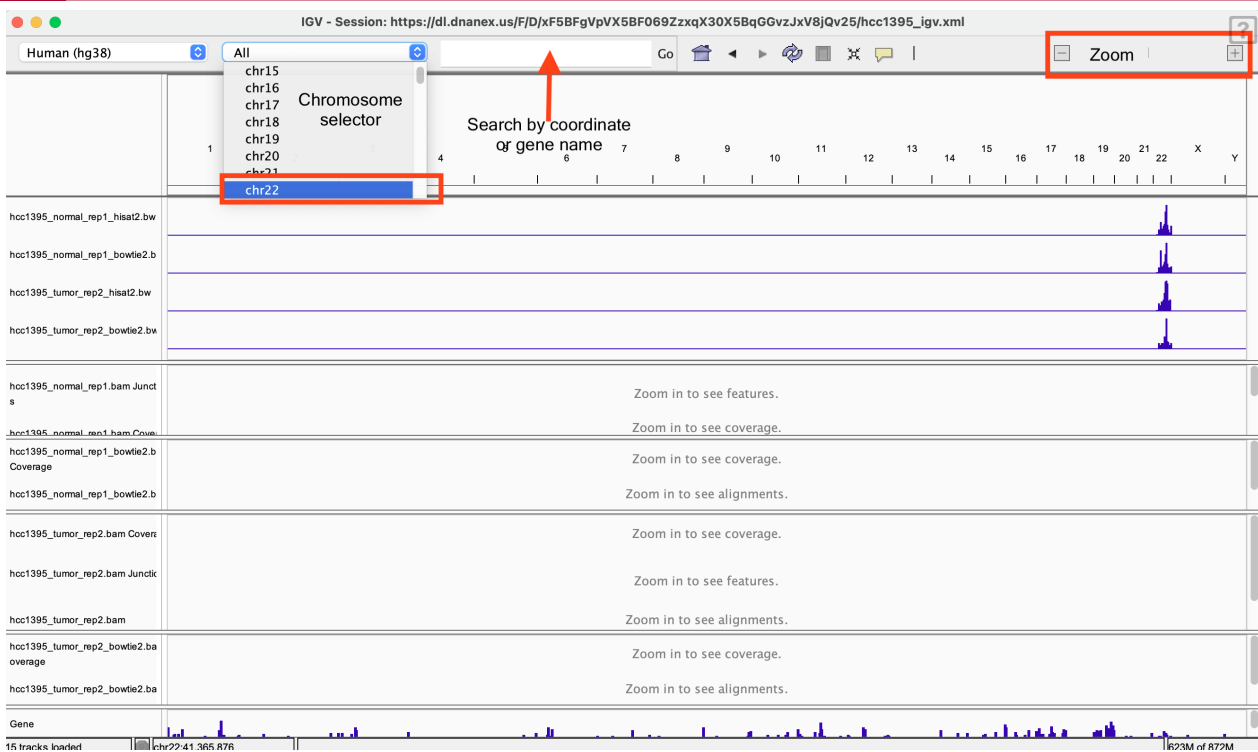 IGV - Session: https://dl.dnanex.us/F/D/xF5BFgVpVX5BF069ZzxqX30X5BqGGvzJxV8jQv25/hcc1395_igv.xml
?
Human (hg38) All Go Zoom
chr15
chr16
chr17
chr18
chr19
chr20
chr21
chr22
Chromosome
selector
Search by coordinate
or gene name
1 4 6 7 8 9 10 11 12 13 14 15 16 17 18 19 20 21 22 X Y
hcc1395_normal_rep1_hisat2.bw
hcc1395_normal_rep1_bowtie2.b
hcc1395_tumor_rep2_hisat2.bw
hcc1395_tumor_rep2_bowtie2.bw
hcc1395_normal_rep1.bam Junct
s
Zoom in to see features.
hcc1395_normal_rep1.bam Cove
Zoom in to see coverage.
hcc1395_normal_rep1_bowtie2.b
Coverage
Zoom in to see coverage.
hcc1395_normal_rep1_bowtie2.b
Zoom in to see alignments.
hcc1395_tumor_rep2.bam Covera
Zoom in to see coverage.
hcc1395_tumor_rep2.bam Junctic
Zoom in to see features.
hcc1395_tumor_rep2.bam
Zoom in to see alignments.
hcc1395_tumor_rep2_bowtie2.ba
overage
Zoom in to see coverage.
hcc1395_tumor_rep2_bowtie2.ba
Zoom in to see alignments.
Gene
15 tracks loaded chr22:41,365,876 623M of 872M